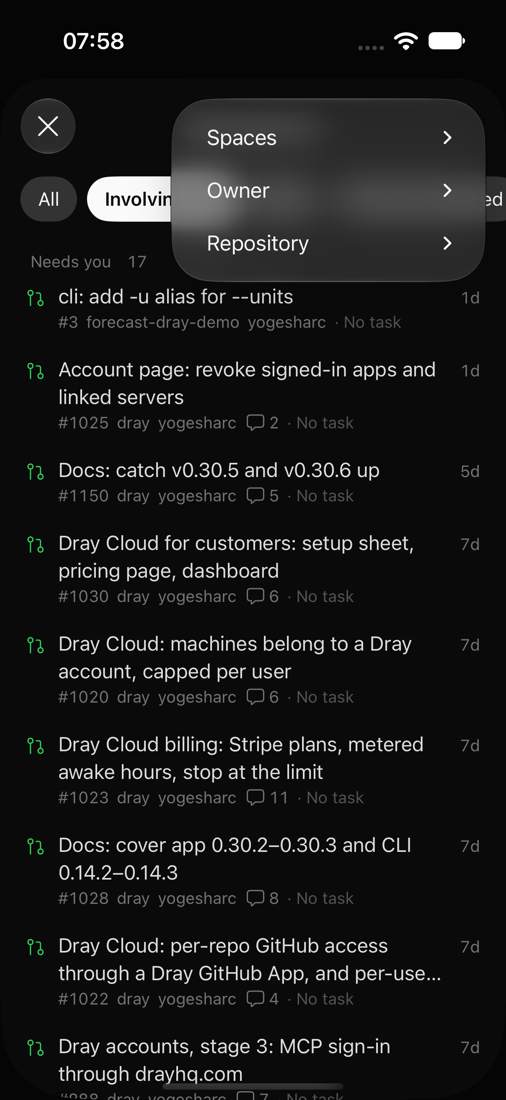 07:58
Spaces
Owner
Repository
All
Needs you 17
cli: add -u alias for --units
1d
#3 forecast-dray-demo yogesharc · No task
Account page: revoke signed-in apps and
1d
linked servers
#1025 dray yogesharc 2 · No task
Docs: catch v0.30.5 and v0.30.6 up
5d
#1150 dray yogesharc 5 · No task
Dray Cloud for customers: setup sheet,
7d
pricing page, dashboard
#1030 dray yogesharc 6 · No task
Dray Cloud: machines belong to a Dray
7d
account, capped per user
#1020 dray yogesharc 6 · No task
Dray Cloud billing: Stripe plans, metered
7d
awake hours, stop at the limit
#1023 dray yogesharc 11 · No task
Docs: cover app 0.30.2–0.30.3 and CLI
7d
0.14.2–0.14.3
#1028 dray yogesharc 8 · No task
Dray Cloud: per-repo GitHub access
7d
through a Dray GitHub App, and per-use...
#1022 dray yogesharc 4 · No task
Dray accounts, stage 3: MCP sign-in
7d
through drayhq.com